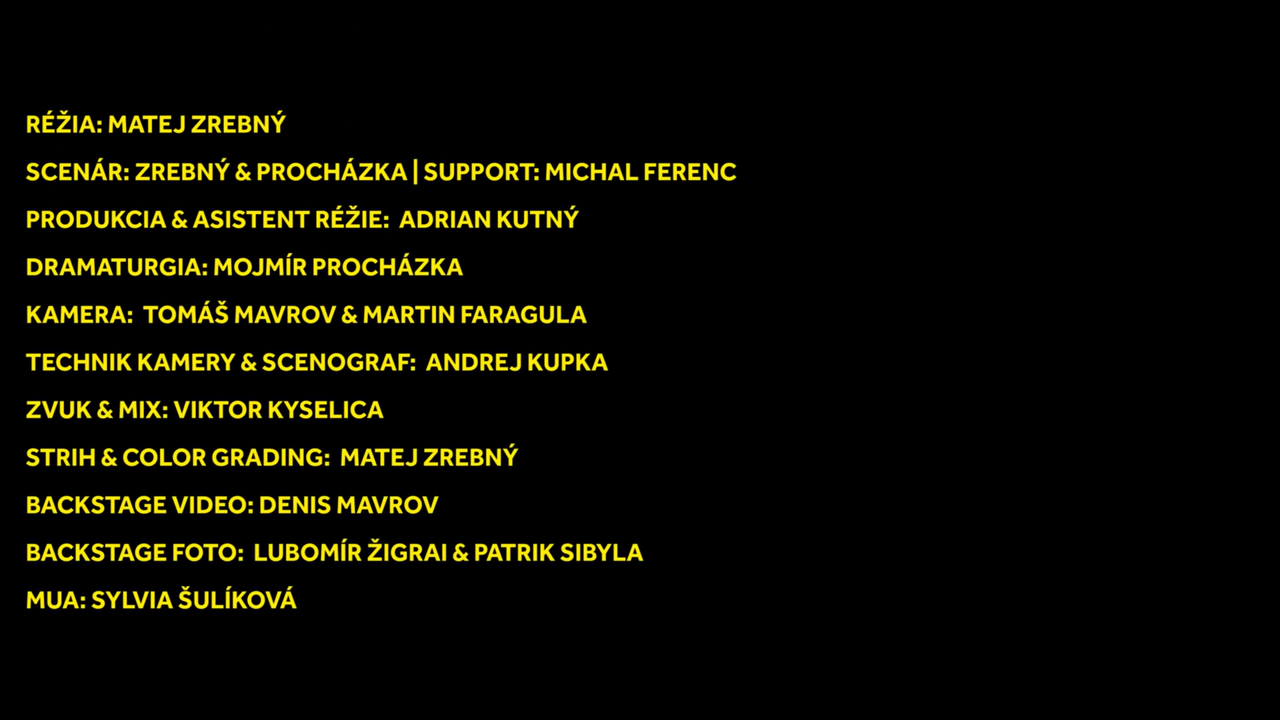 RÉŽIA: MATEJ ZREBNÝ
SCENÁR: ZREBNÝ & PROCHÁZKA | SUPPORT: MICHAL FERENC
PRODUKCIA & ASISTENT RÉŽIE: ADRIAN KUTNÝ
DRAMATURGIA: MOJMÍR PROCHÁZKA
KAMERA: TOMÁŠ MAVROV & MARTIN FARAGULA
TECHNIK KAMERY & SCENOGRAF: ANDREJ KUPKA
ZVUK & MIX: VIKTOR KYSELICA
STRIH & COLOR GRADING: MATEJ ZREBNÝ
BACKSTAGE VIDEO: DENIS MAVROV
BACKSTAGE FOTO: LUBOMÍR ŽIGRAI & PATRIK SIBYLA
MUA: SYLVIA ŠULÍKOVÁ